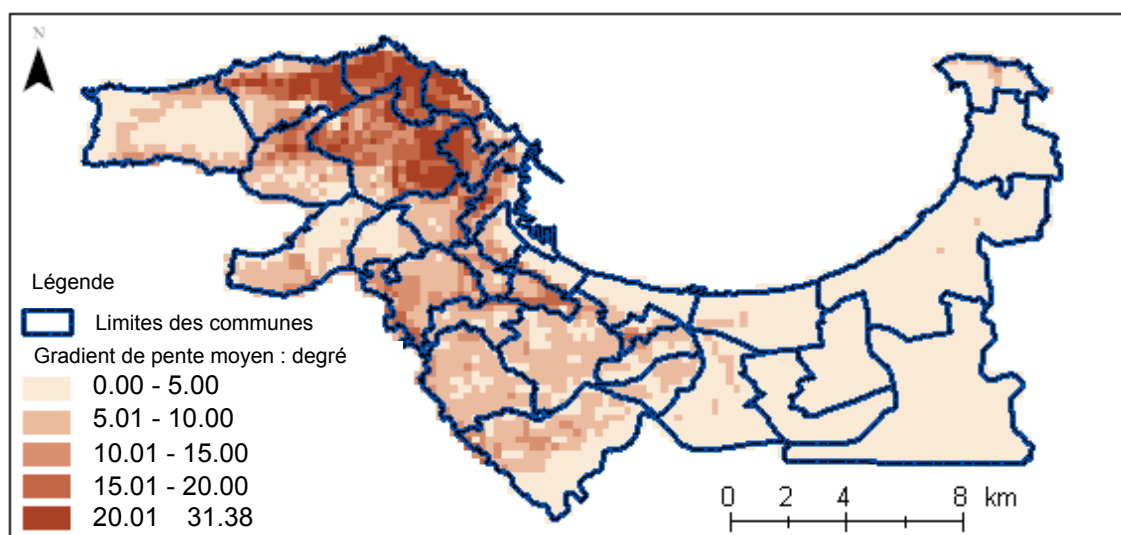 N
Légende
Limites des communes
Gradient de pente moyen : degré
0.00 - 5.00
5.01 - 10.00
10.01 - 15.00
15.01 - 20.00
20.01 31.38
0 2 4 8 km